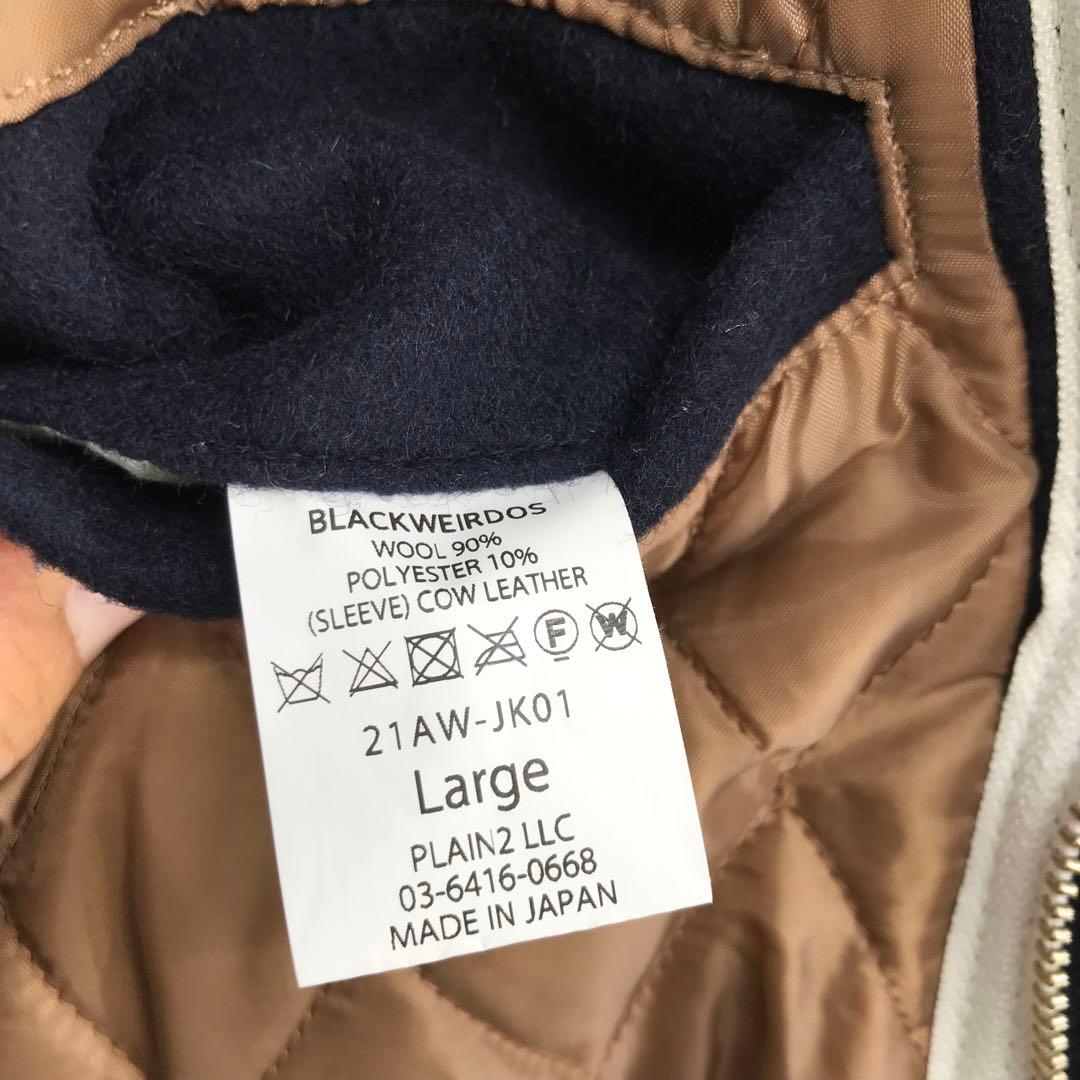 BLACKWEIRDOS
WOOL 90%
POLYESTER 10%
(SLEEVE) COW LEATHER
F W
21AW-JK01
Large
PLAIN2 LLC
03-6416-0668
MADE IN JAPAN